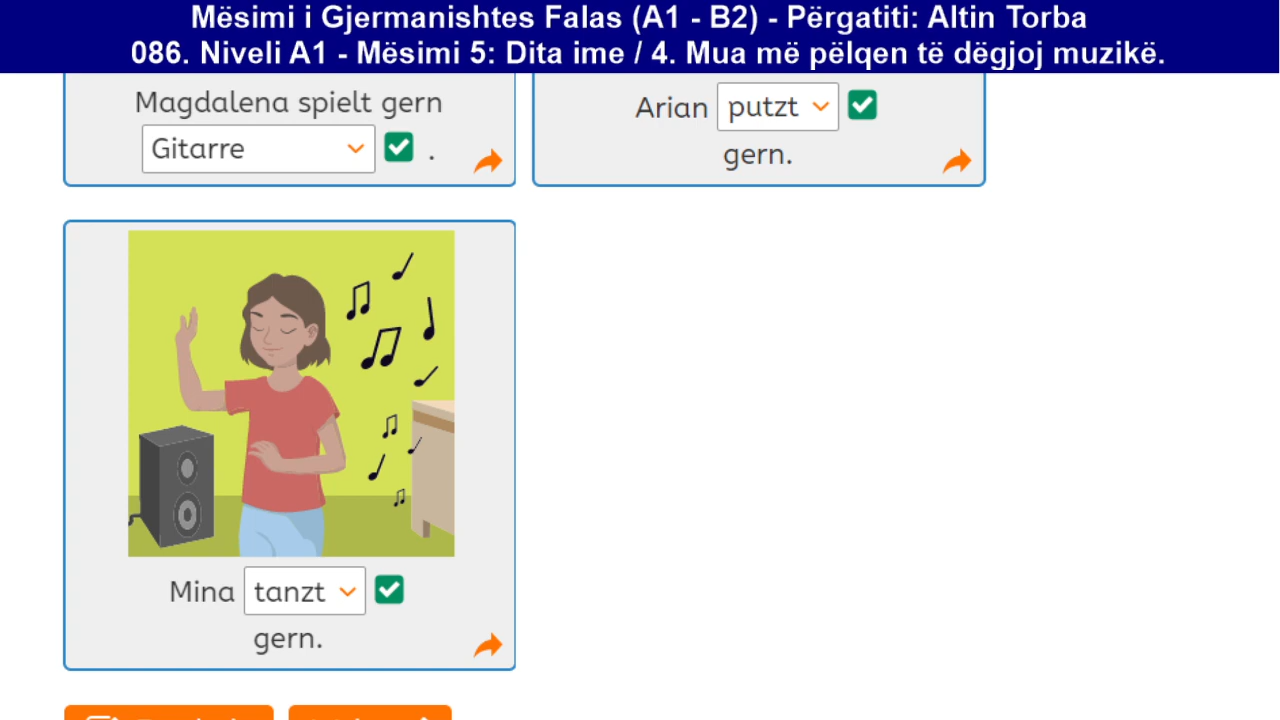 Mësimi i Gjermanishtes Falas (A1 - B2) - Përgatiti: Altin Torba
086. Niveli A1 - Mësimi 5: Dita ime / 4. Mua më pëlqen të dëgjoj muzikë.
Magdalena spielt gern
Gitarre .
Arian putzt
gern.
Mina tanzt
gern.